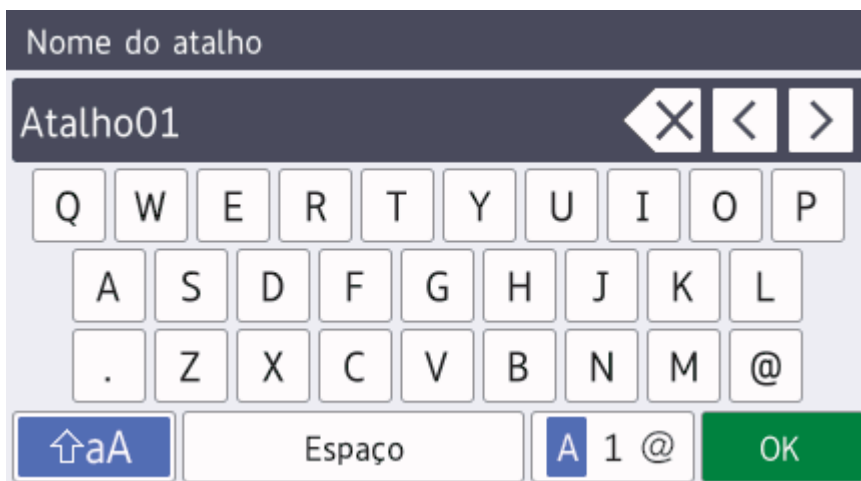 Nome do atalho
Atalho01
Q W E R T Y U I O P
A S D F G H J K L
. Z X C V B N M @
aA Espaço A 1 @ OK